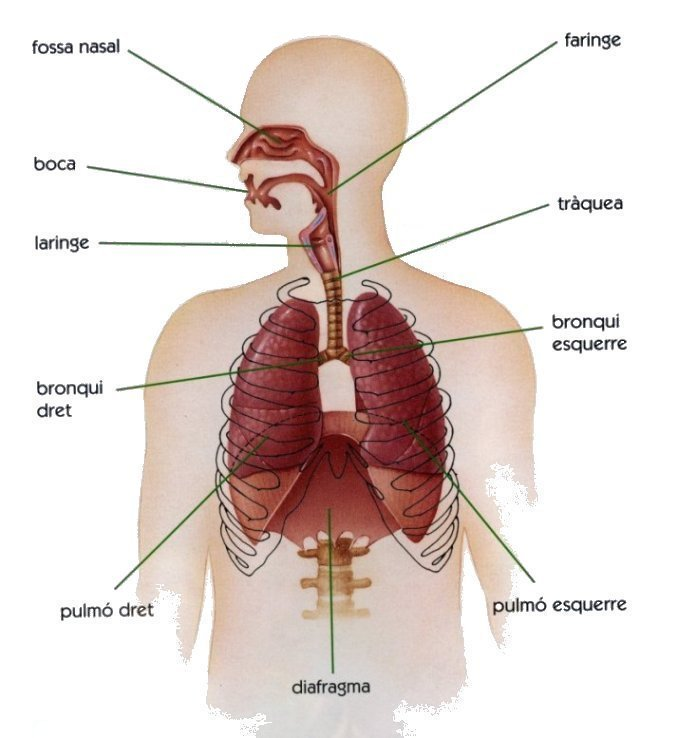 fossa nasal
faringe
boca
tràquea
laringe
bronqui
esquerre
bronqui
dret
pulmó dret
pulmó esquerre
diafragma